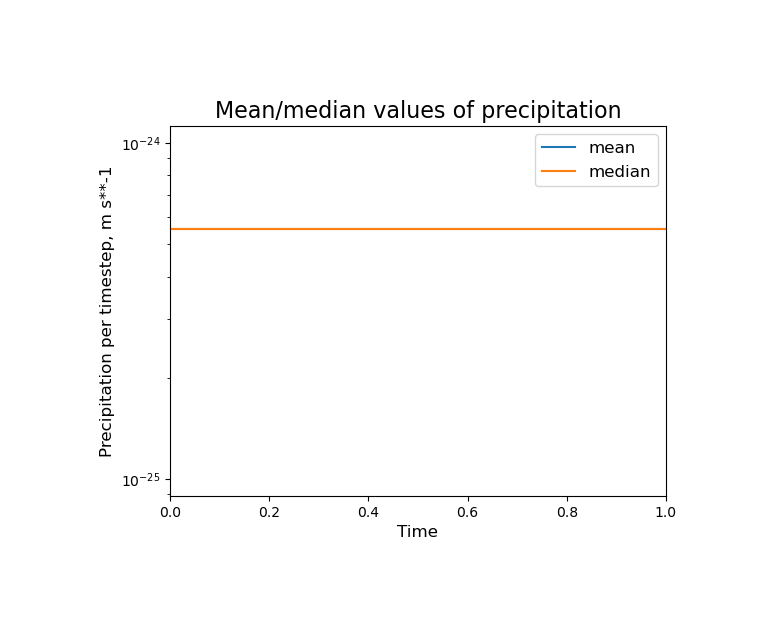 Mean/median values of precipitation
mean
median
Precipitation per timestep, m s**-1
10⁻²⁴
10⁻²⁵
0.0 0.2 0.4 0.6 0.8 1.0
Time